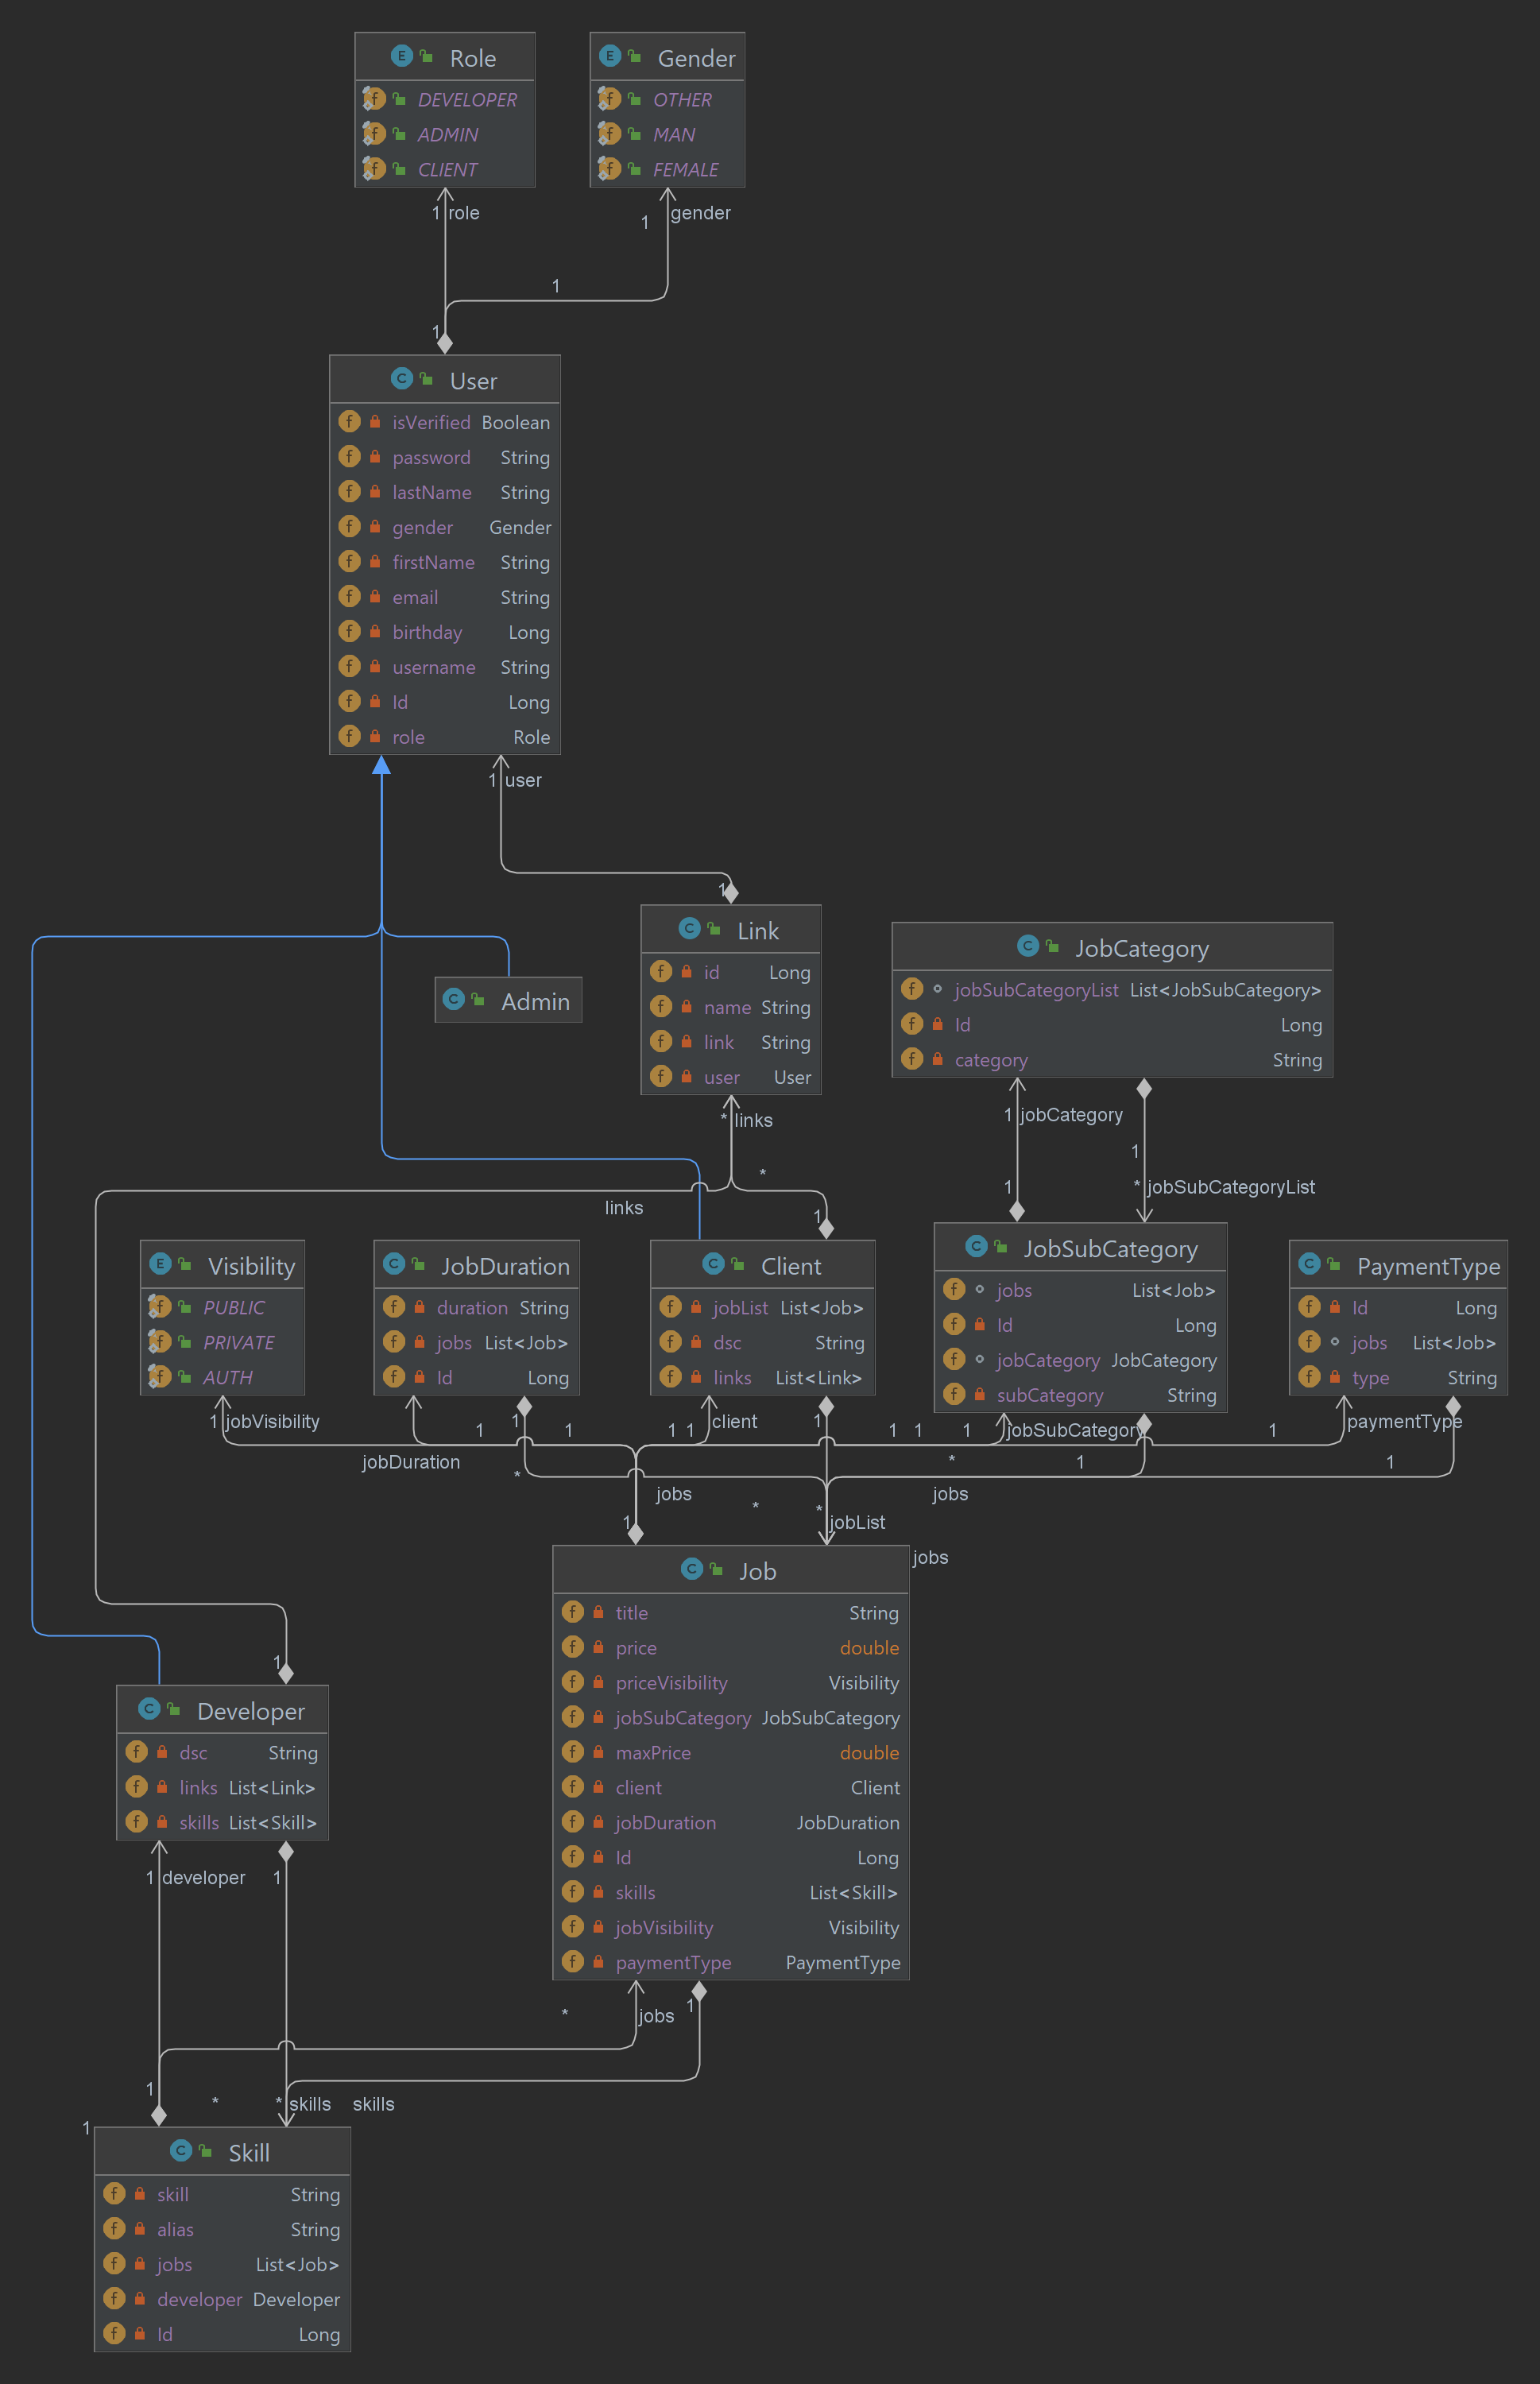 Role
DEVELOPER
ADMIN
CLIENT
Gender
OTHER
MAN
FEMALE
1 role
1 gender
1
1
User
isVerified Boolean
password String
lastName String
gender Gender
firstName String
email String
birthday Long
username String
Id Long
role Role
1 user
1
Link
id Long
name String
link String
user User
Admin
JobCategory
jobSubCategoryList List<JobSubCategory>
Id Long
category String
* links
1 jobCategory
1
* jobSubCategoryList
1
*
links
1
Visibility
PUBLIC
PRIVATE
AUTH
JobDuration
duration String
jobs List<Job>
Id Long
Client
jobList List<Job>
dsc String
links List<Link>
JobSubCategory
jobs List<Job>
Id Long
jobCategory JobCategory
subCategory String
PaymentType
Id Long
jobs List<Job>
type String
1 jobVisibility
1
1
1
1 1 client
1
1 1 1 jobSubCategory
1 paymentType
jobDuration
*
*
1
1
jobs
*
* jobList
jobs
1
jobs
Job
title String
price double
priceVisibility Visibility
jobSubCategory JobSubCategory
maxPrice double
client Client
jobDuration JobDuration
Id Long
skills List<Skill>
jobVisibility Visibility
paymentType PaymentType
1
Developer
dsc String
links List<Link>
skills List<Skill>
1 developer
1
*
jobs
1
1
*
* skills
skills
1
Skill
skill String
alias String
jobs List<Job>
developer Developer
Id Long